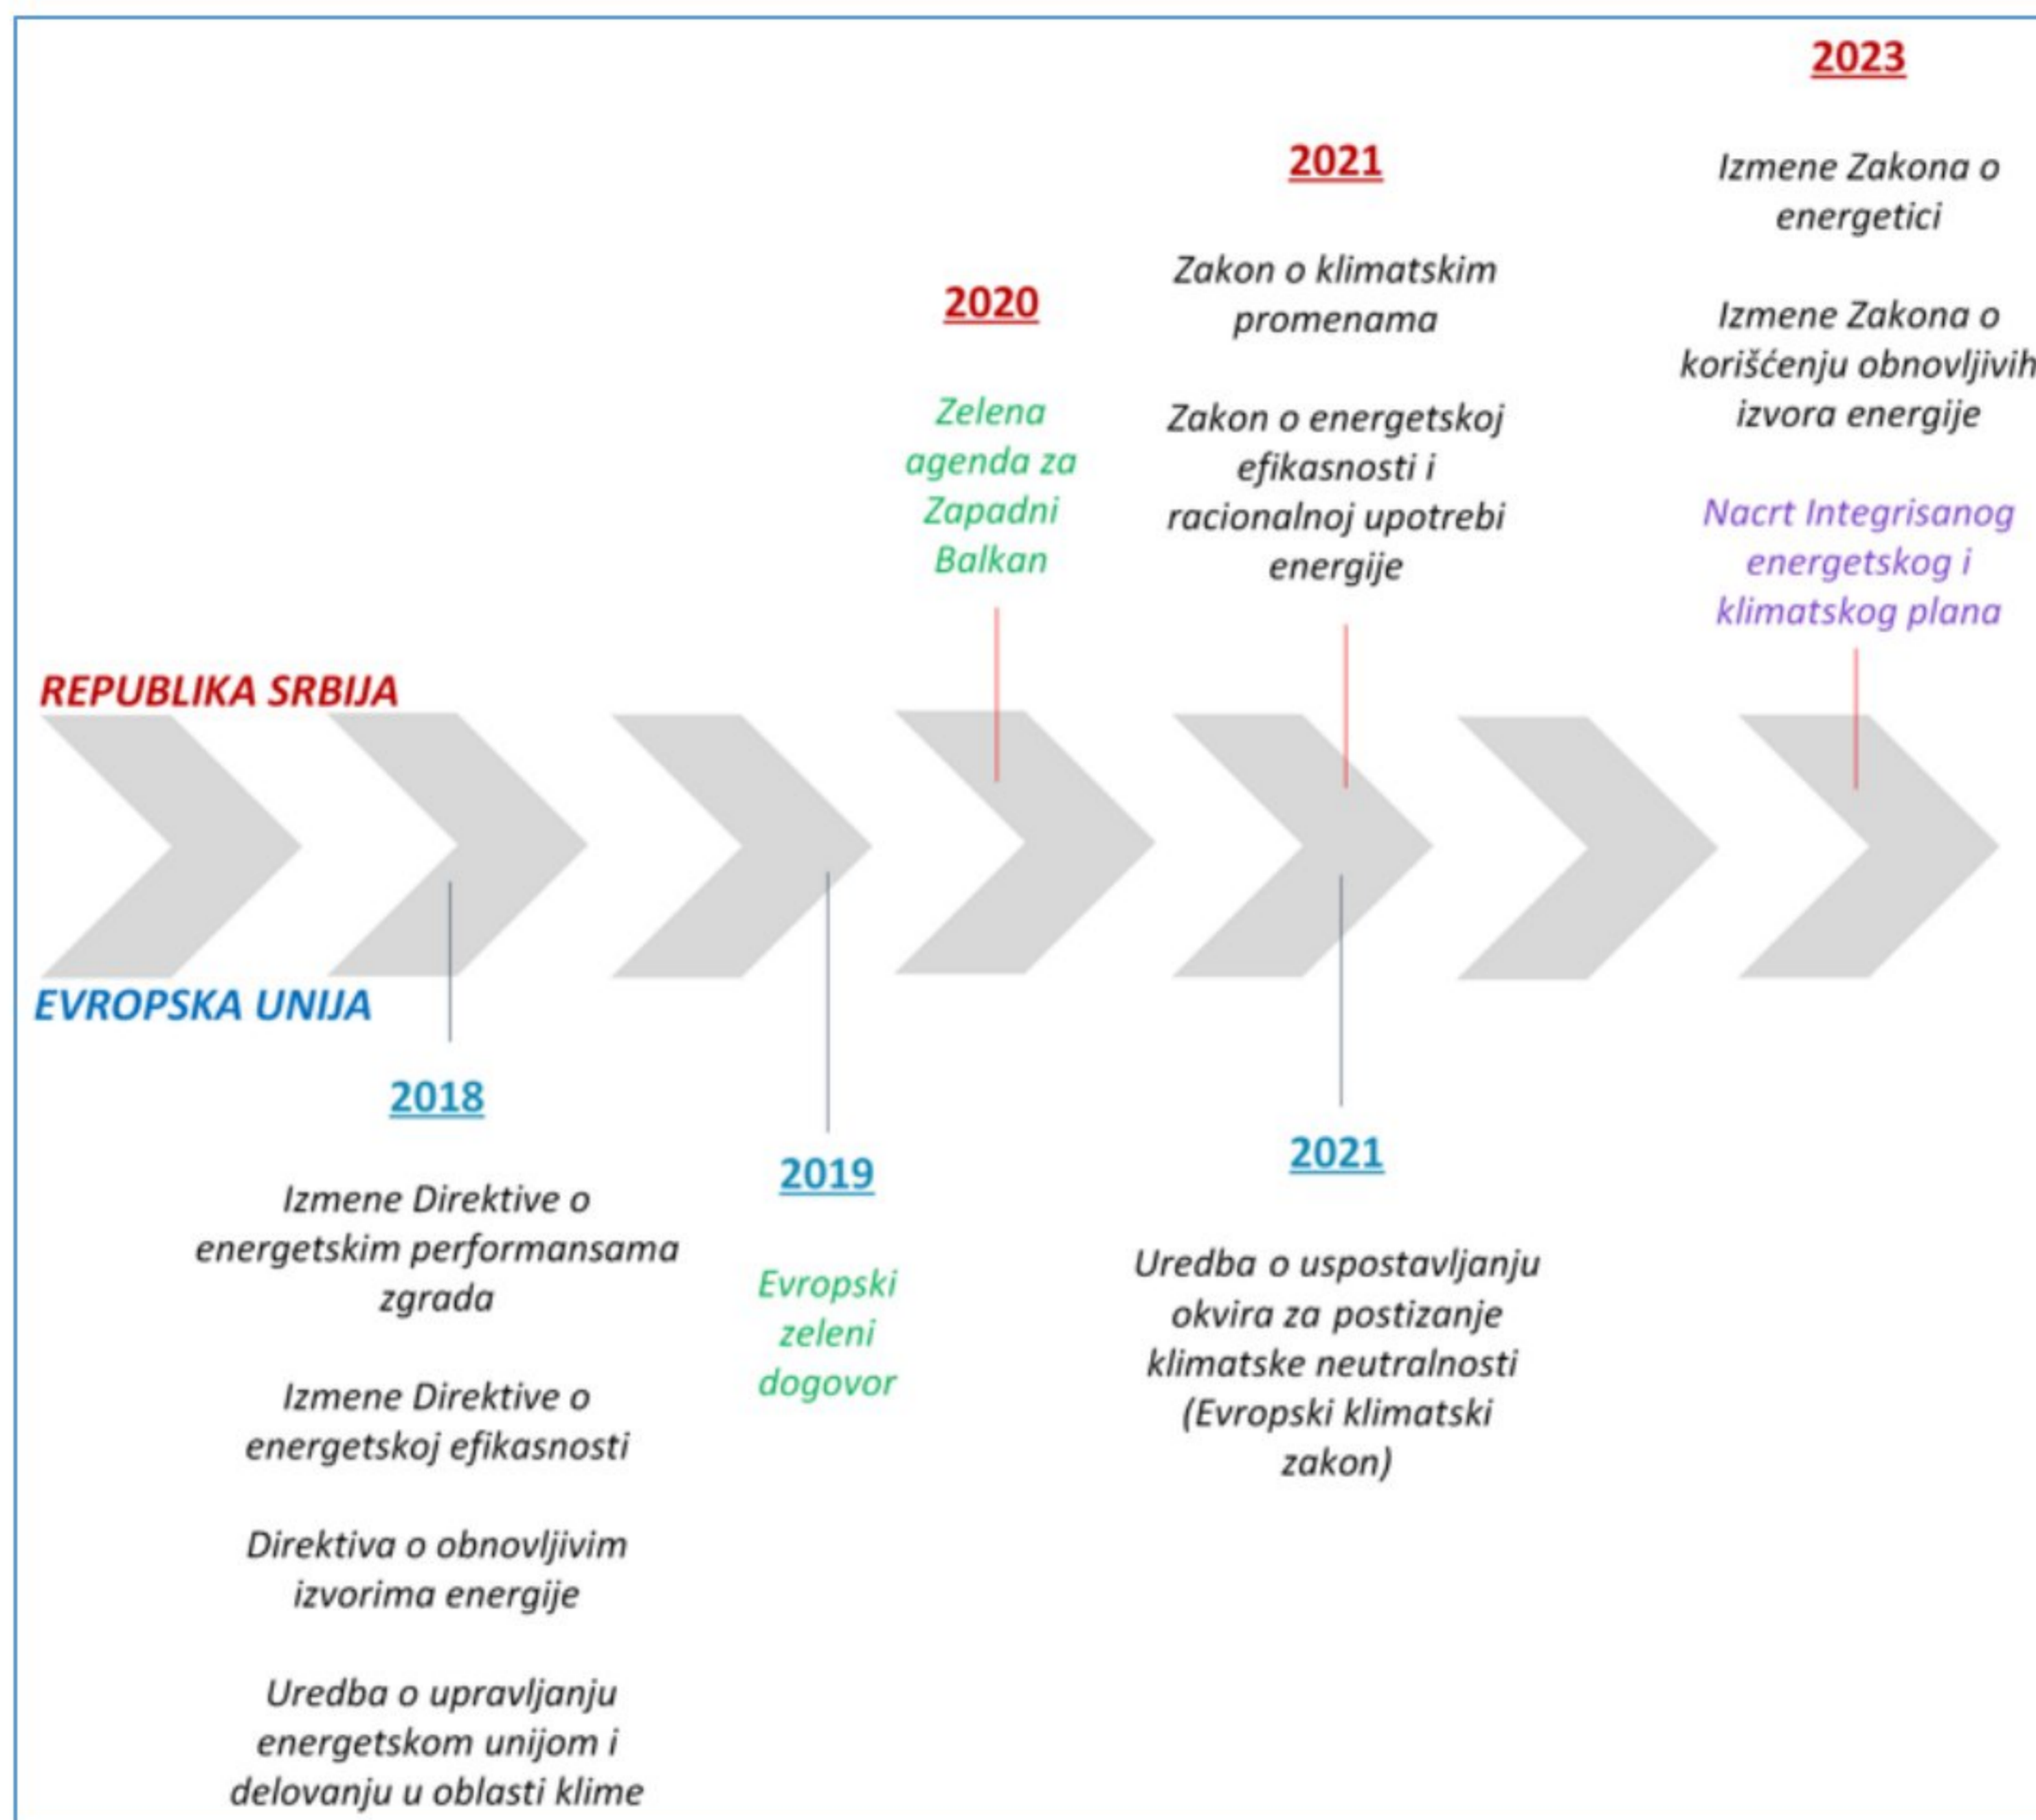 2023
Izmene Zakona o
energetici
Izmene Zakona o
korišćenju obnovljivih
izvora energije
Nacrt Integrisanog
energetskog i
klimatskog plana
2021
Zakon o klimatskim
promenama
Zakon o energetskoj
efikasnosti i
racionalnoj upotrebi
energije
2020
Zelena
agenda za
Zapadni
Balkan
REPUBLIKA SRBIJA
EVROPSKA UNIJA
2018
Izmene Direktive o
energetskim performansama
zgrada
Izmene Direktive o
energetskoj efikasnosti
Direktiva o obnovljivim
izvorima energije
Uredba o upravljanju
energetskom unijom i
delovanju u oblasti klime
2019
Evropski
zeleni
dogovor
2021
Uredba o uspostavljanju
okvira za postizanje
klimatske neutralnosti
(Evropski klimatski
zakon)